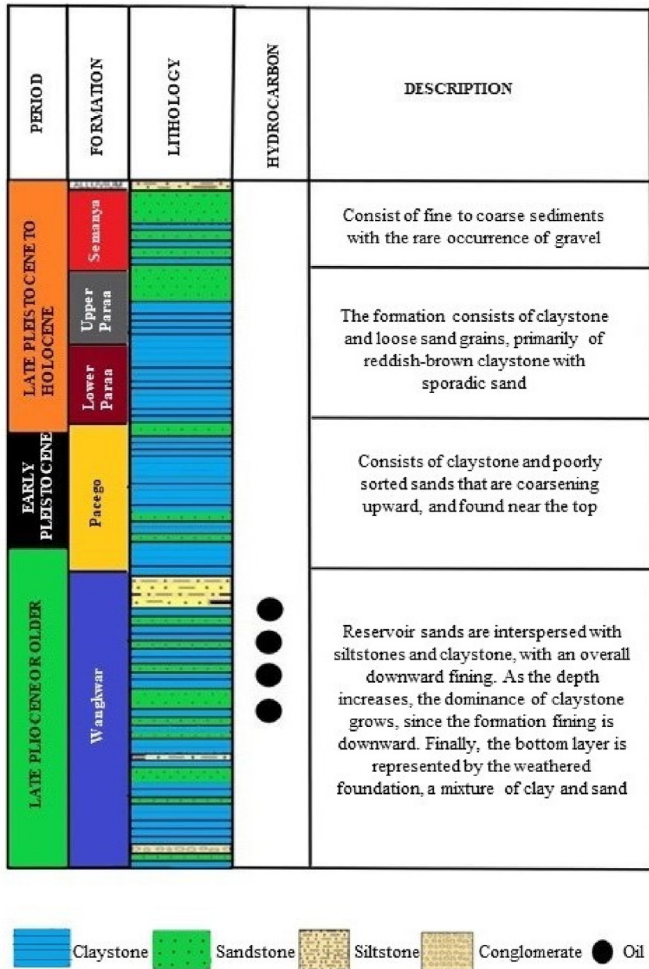 PERIOD
FORMATION
LITHOLOGY
HYDROCARBON
DESCRIPTION
LATE PLEISTOCENE TO
HOLOCENE
EARLY
PLEISTOCENE
LATE PLIOCENE OR OLDER
ALLUVIUM
Semanya
Upper
Paraa
Lower
Paraa
Pacego
Wangkwar
Consist of fine to coarse sediments
with the rare occurrence of gravel
The formation consists of claystone
and loose sand grains, primarily of
reddish-brown claystone with
sporadic sand
Consists of claystone and poorly
sorted sands that are coarsening
upward, and found near the top
Reservoir sands are interspersed with
siltstones and claystone, with an overall
downward fining. As the depth
increases, the dominance of claystone
grows, since the formation fining is
downward. Finally, the bottom layer is
represented by the weathered
foundation, a mixture of clay and sand
Claystone
Sandstone
Siltstone
Conglomerate
Oil